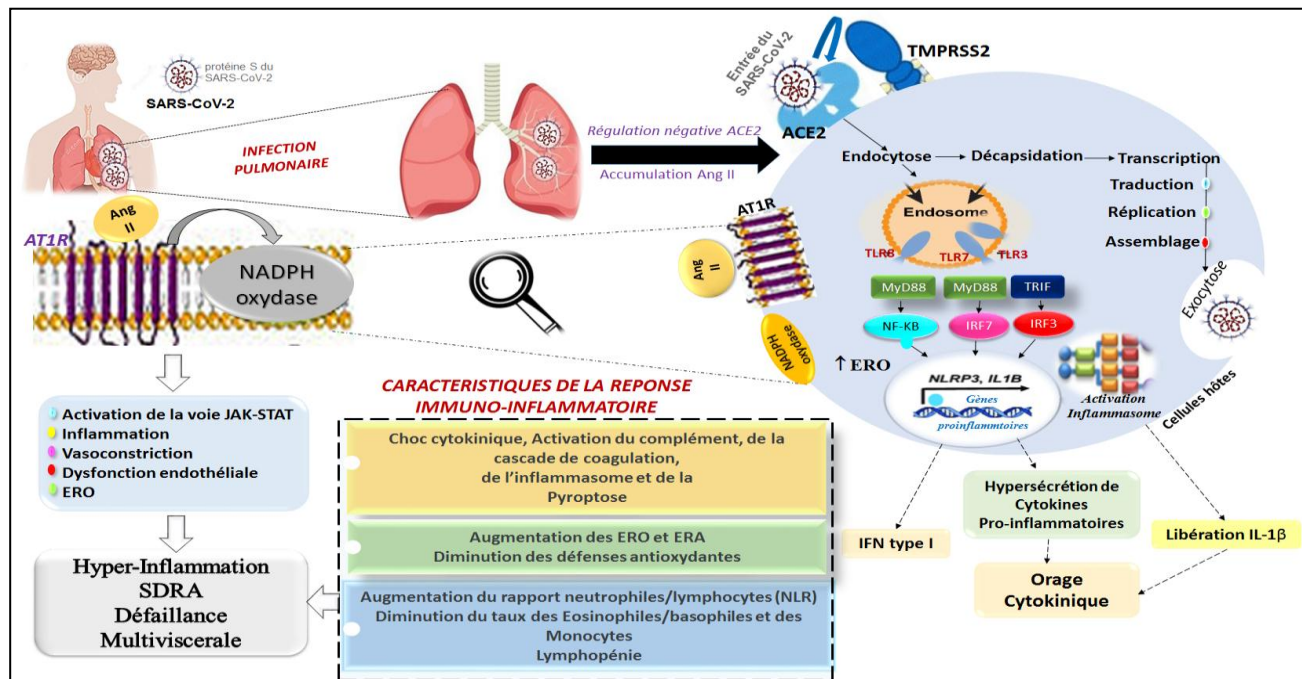 protéine S du
SARS-CoV-2
SARS-CoV-2
INFECTION
PULMONAIRE
Régulation négative ACE2
Accumulation Ang II
Entrée du
SARS-CoV-2
TMPRSS2
ACE2
Endocytose
Décapsidation
Transcription
Traduction
Réplication
Assemblage
Exocytose
Endosome
TLR8
TLR7
TLR3
MyD88
MyD88
TRIF
NF-KB
IRF7
IRF3
NLRP3, IL1B
Gènes
proinflammtoires
Activation
Inflammasome
Cellules hôtes
AT1R
Ang
II
NADPH
oxydase
↑ ERO
Ang
II
AT1R
NADPH
oxydase
Activation de la voie JAK-STAT
Inflammation
Vasoconstriction
Dysfonction endothéliale
ERO
Hyper-Inflammation
SDRA
Défaillance
Multiviscerale
CARACTERISTIQUES DE LA REPONSE
IMMUNO-INFLAMMATOIRE
Choc cytokinique, Activation du complément, de la
cascade de coagulation,
de l'inflammasome et de la
Pyroptose
Augmentation des ERO et ERA
Diminution des défenses antioxydantes
Augmentation du rapport neutrophiles/lymphocytes (NLR)
Diminution du taux des Eosinophiles/basophiles et des
Monocytes
Lymphopénie
IFN type I
Hypersécrétion de
Cytokines
Pro-inflammatoires
Libération IL-1β
Orage
Cytokinique